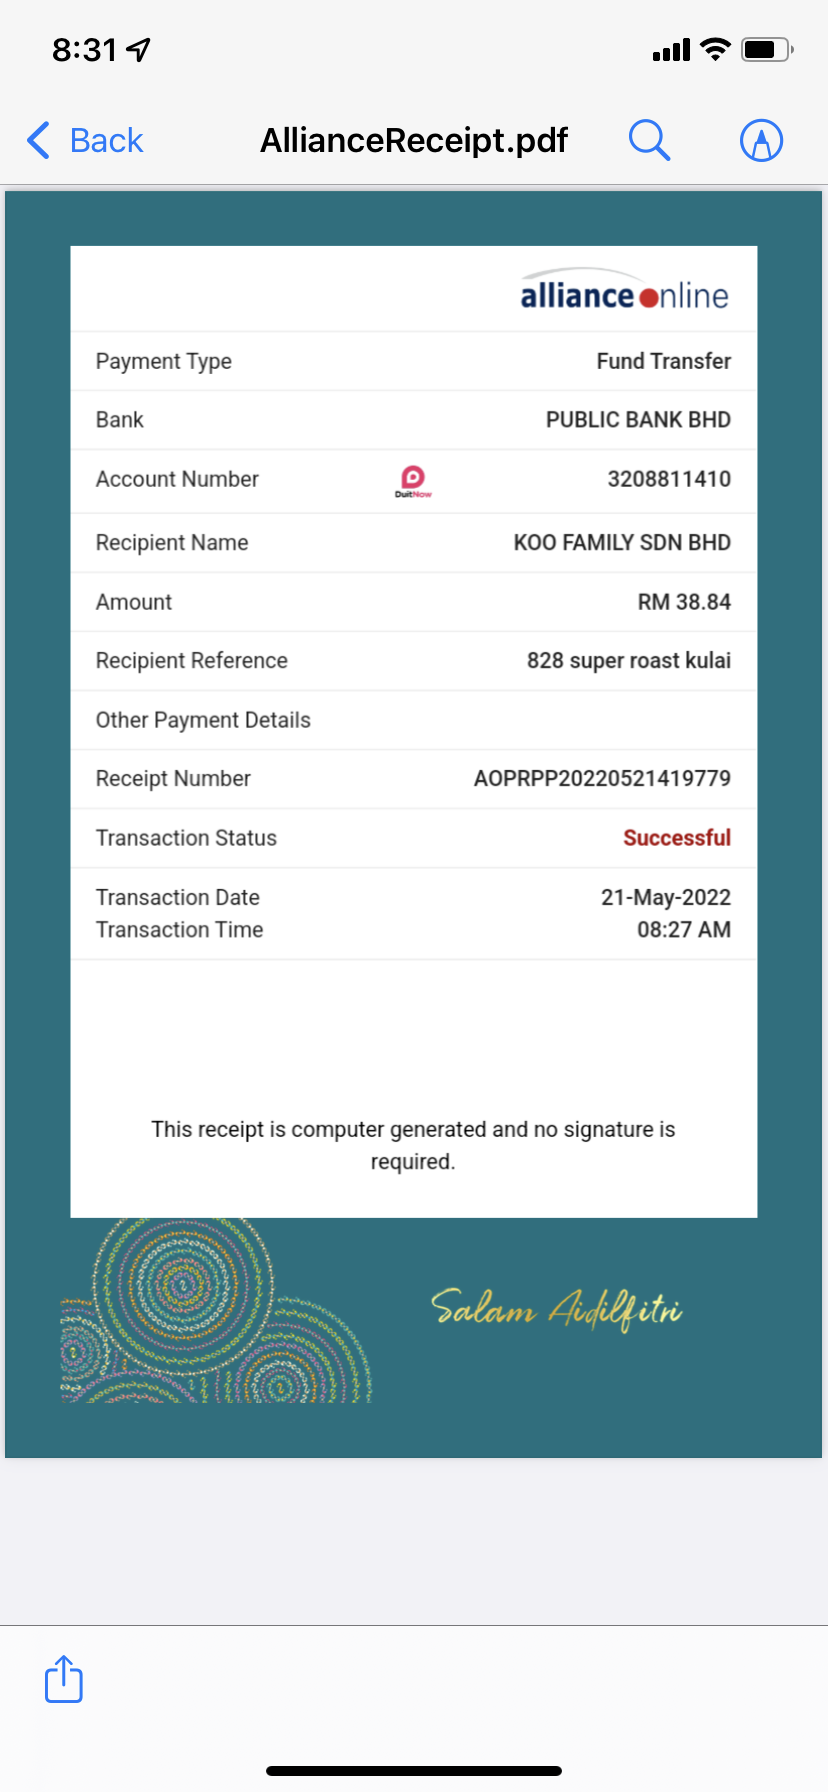 8:31
Back
AllianceReceipt.pdf
alliance online
Payment Type Fund Transfer
Bank PUBLIC BANK BHD
Account Number DuitNow 3208811410
Recipient Name KOO FAMILY SDN BHD
Amount RM 38.84
Recipient Reference 828 super roast kulai
Other Payment Details
Receipt Number AOPRPP20220521419779
Transaction Status Successful
Transaction Date 21-May-2022
Transaction Time 08:27 AM
This receipt is computer generated and no signature is
required.
Salam Aidilfitri